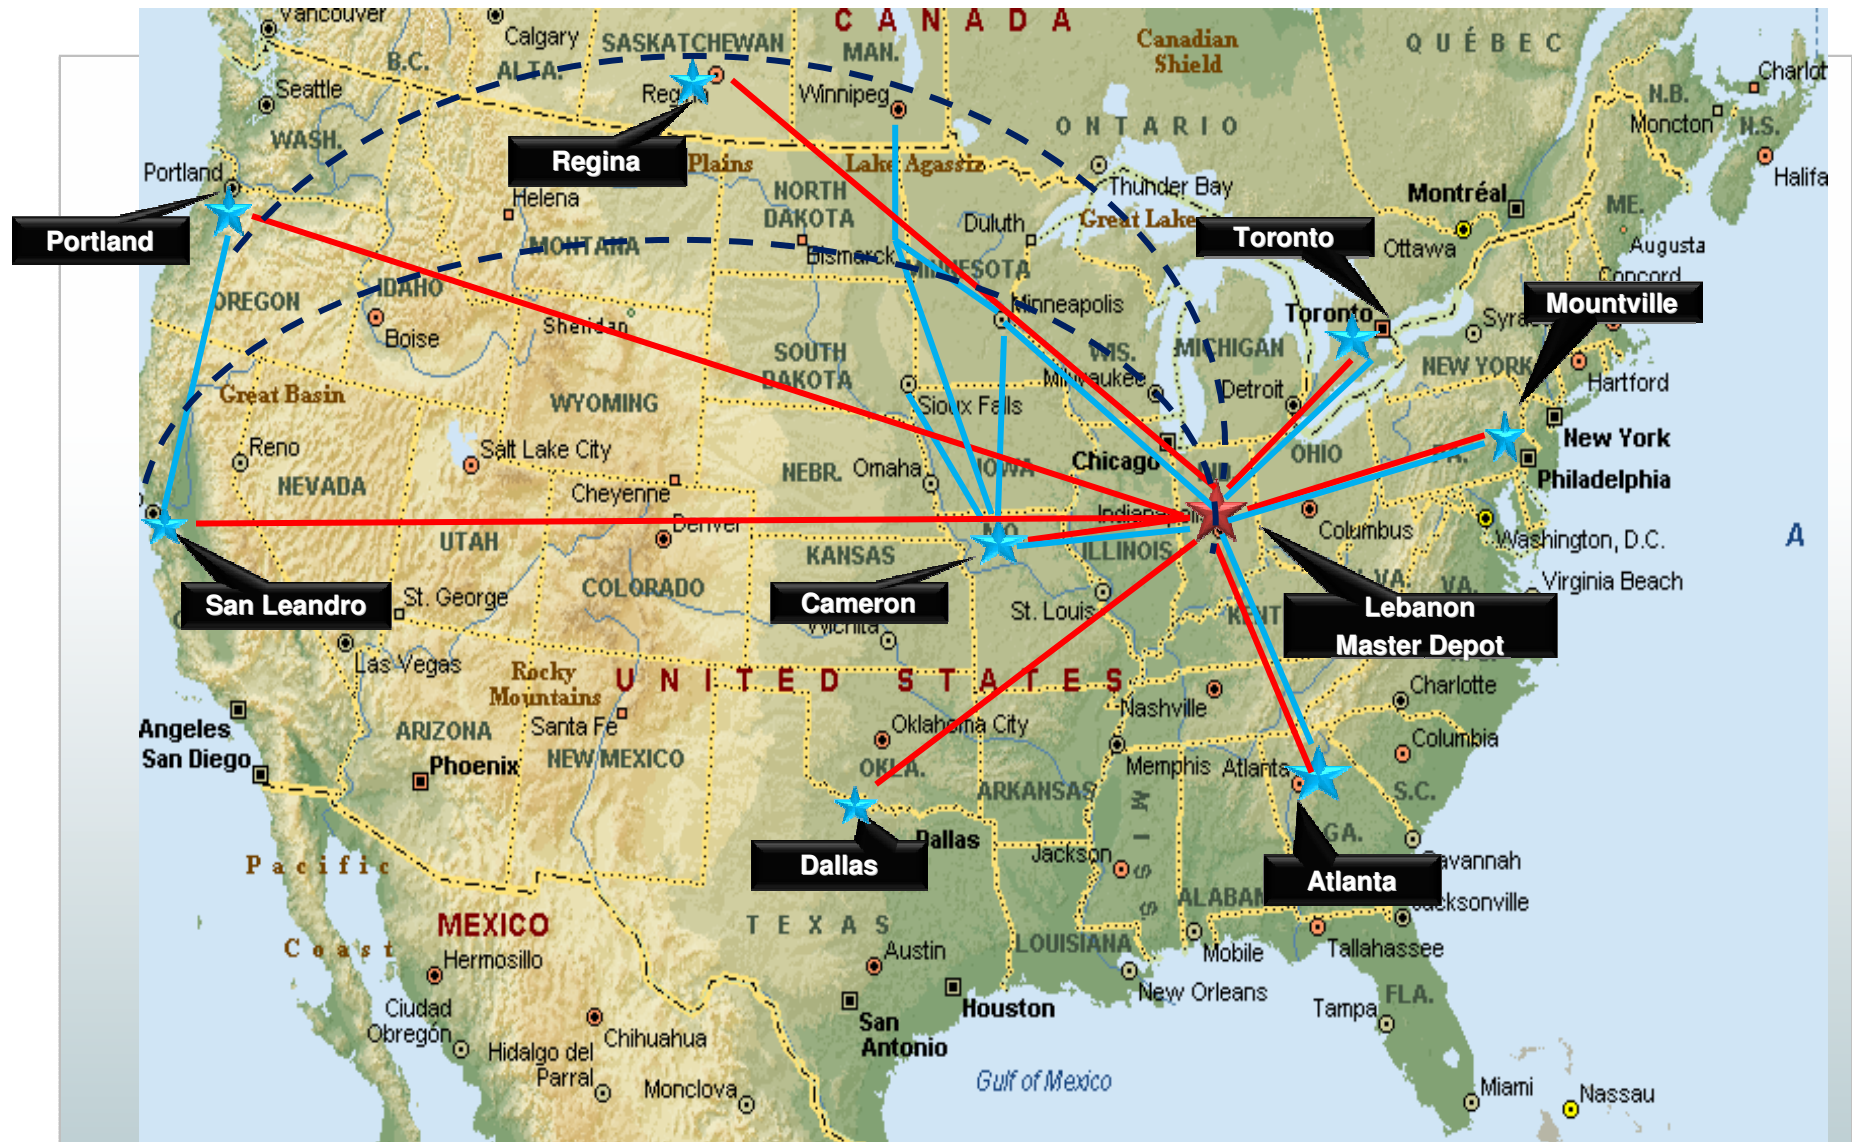 Vancouver
Calgary
SASKATCHEWAN
MAN.
CANADA
Canadian
Shield
QUÉBEC
B.C.
ALTA.
Charlot
Seattle
Winnipeg
N.B.
Moncton
N.S.
ONTARIO
WASH.
Regina
Plains
Lake Agassiz
Portland
Thunder Bay
Montréal
Halifa
Helena
NORTH
DAKOTA
Great Lake
ME.
Duluth
Toronto
Ottawa
Augusta
Portland
MONTANA
Bismarck
MINNESOTA
Concord
OREGON
IDAHO
Minneapolis
Toronto
Mountville
Boise
Sheridan
Syra
SOUTH
DAKOTA
WIS.
MICHIGAN
NEW YORK
Milwaukee
Detroit
Hartford
Great Basin
WYOMING
Sioux Falls
Reno
Salt Lake City
NEBR.
Omaha
IOWA
Chicago
OHIO
PA.
New York
NEVADA
Cheyenne
Philadelphia
Denver
Indianapolis
Columbus
UTAH
KANSAS
MO.
ILLINOIS
Washington, D.C.
A
COLORADO
VA.
VA.
Virginia Beach
San Leandro
St. George
Cameron
St. Louis
KENT
Lebanon
Master Depot
Wichita
Las Vegas
Rocky
Mountains
UNITED STATES
Charlotte
Angeles
Santa Fe
Nashville
ARIZONA
Oklahoma City
Columbia
San Diego
Phoenix
NEW MEXICO
OKLA.
Memphis
Atlanta
ARKANSAS
S.C.
Dallas
GA.
Pacific
Coast
Dallas
Jackson
MISS
Savannah
Atlanta
ALABAM
cksonville
MEXICO
TEXAS
Hermosillo
Austin
LOUISIANA
Mobile
Tallahassee
New Orleans
FLA.
Ciudad
Obregón
Houston
Tampa
San
Antonio
Chihuahua
Hidalgo del
Parral
Monclova
Gulf of Mexico
Miami
Nassau